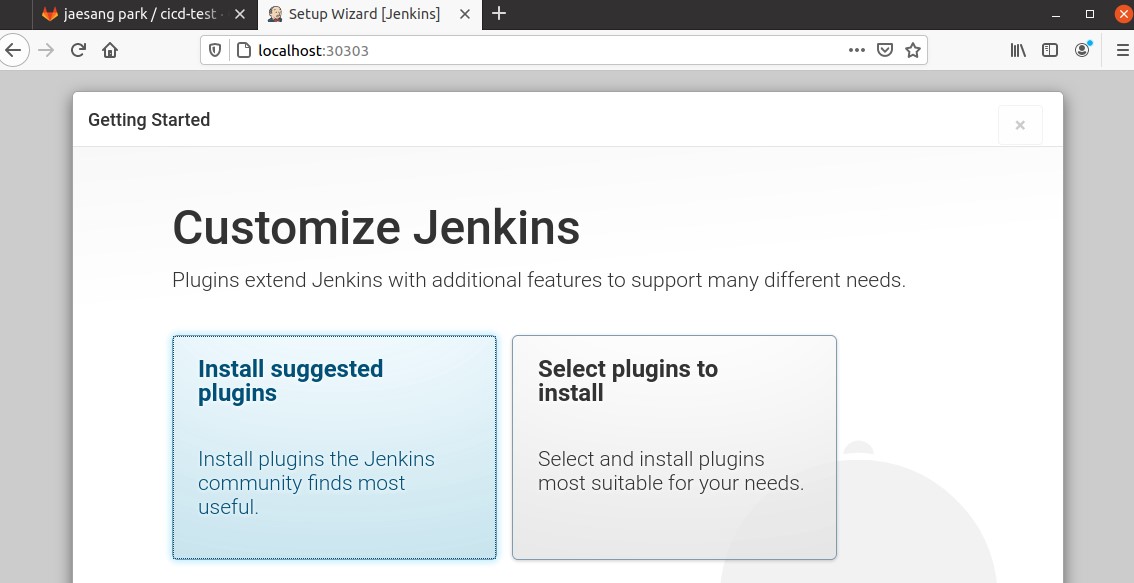 jaesang park / cicd-test
Setup Wizard [Jenkins]
localhost:30303
Getting Started
Customize Jenkins
Plugins extend Jenkins with additional features to support many different needs.
Install suggested
plugins
Install plugins the Jenkins
community finds most
useful.
Select plugins to
install
Select and install plugins
most suitable for your needs.